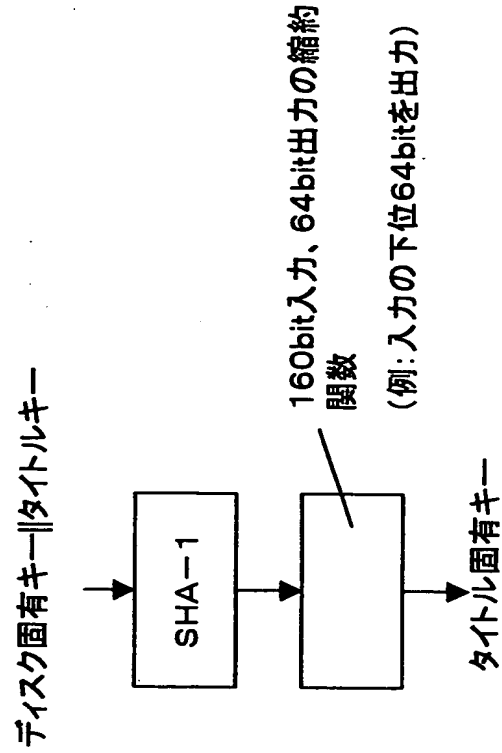 ディスク固有キー||タイトルキー
SHA-1
160bit入力、64bit出力の縮約
関数
(例:入力の下位64bitを出力)
タイトル固有キー